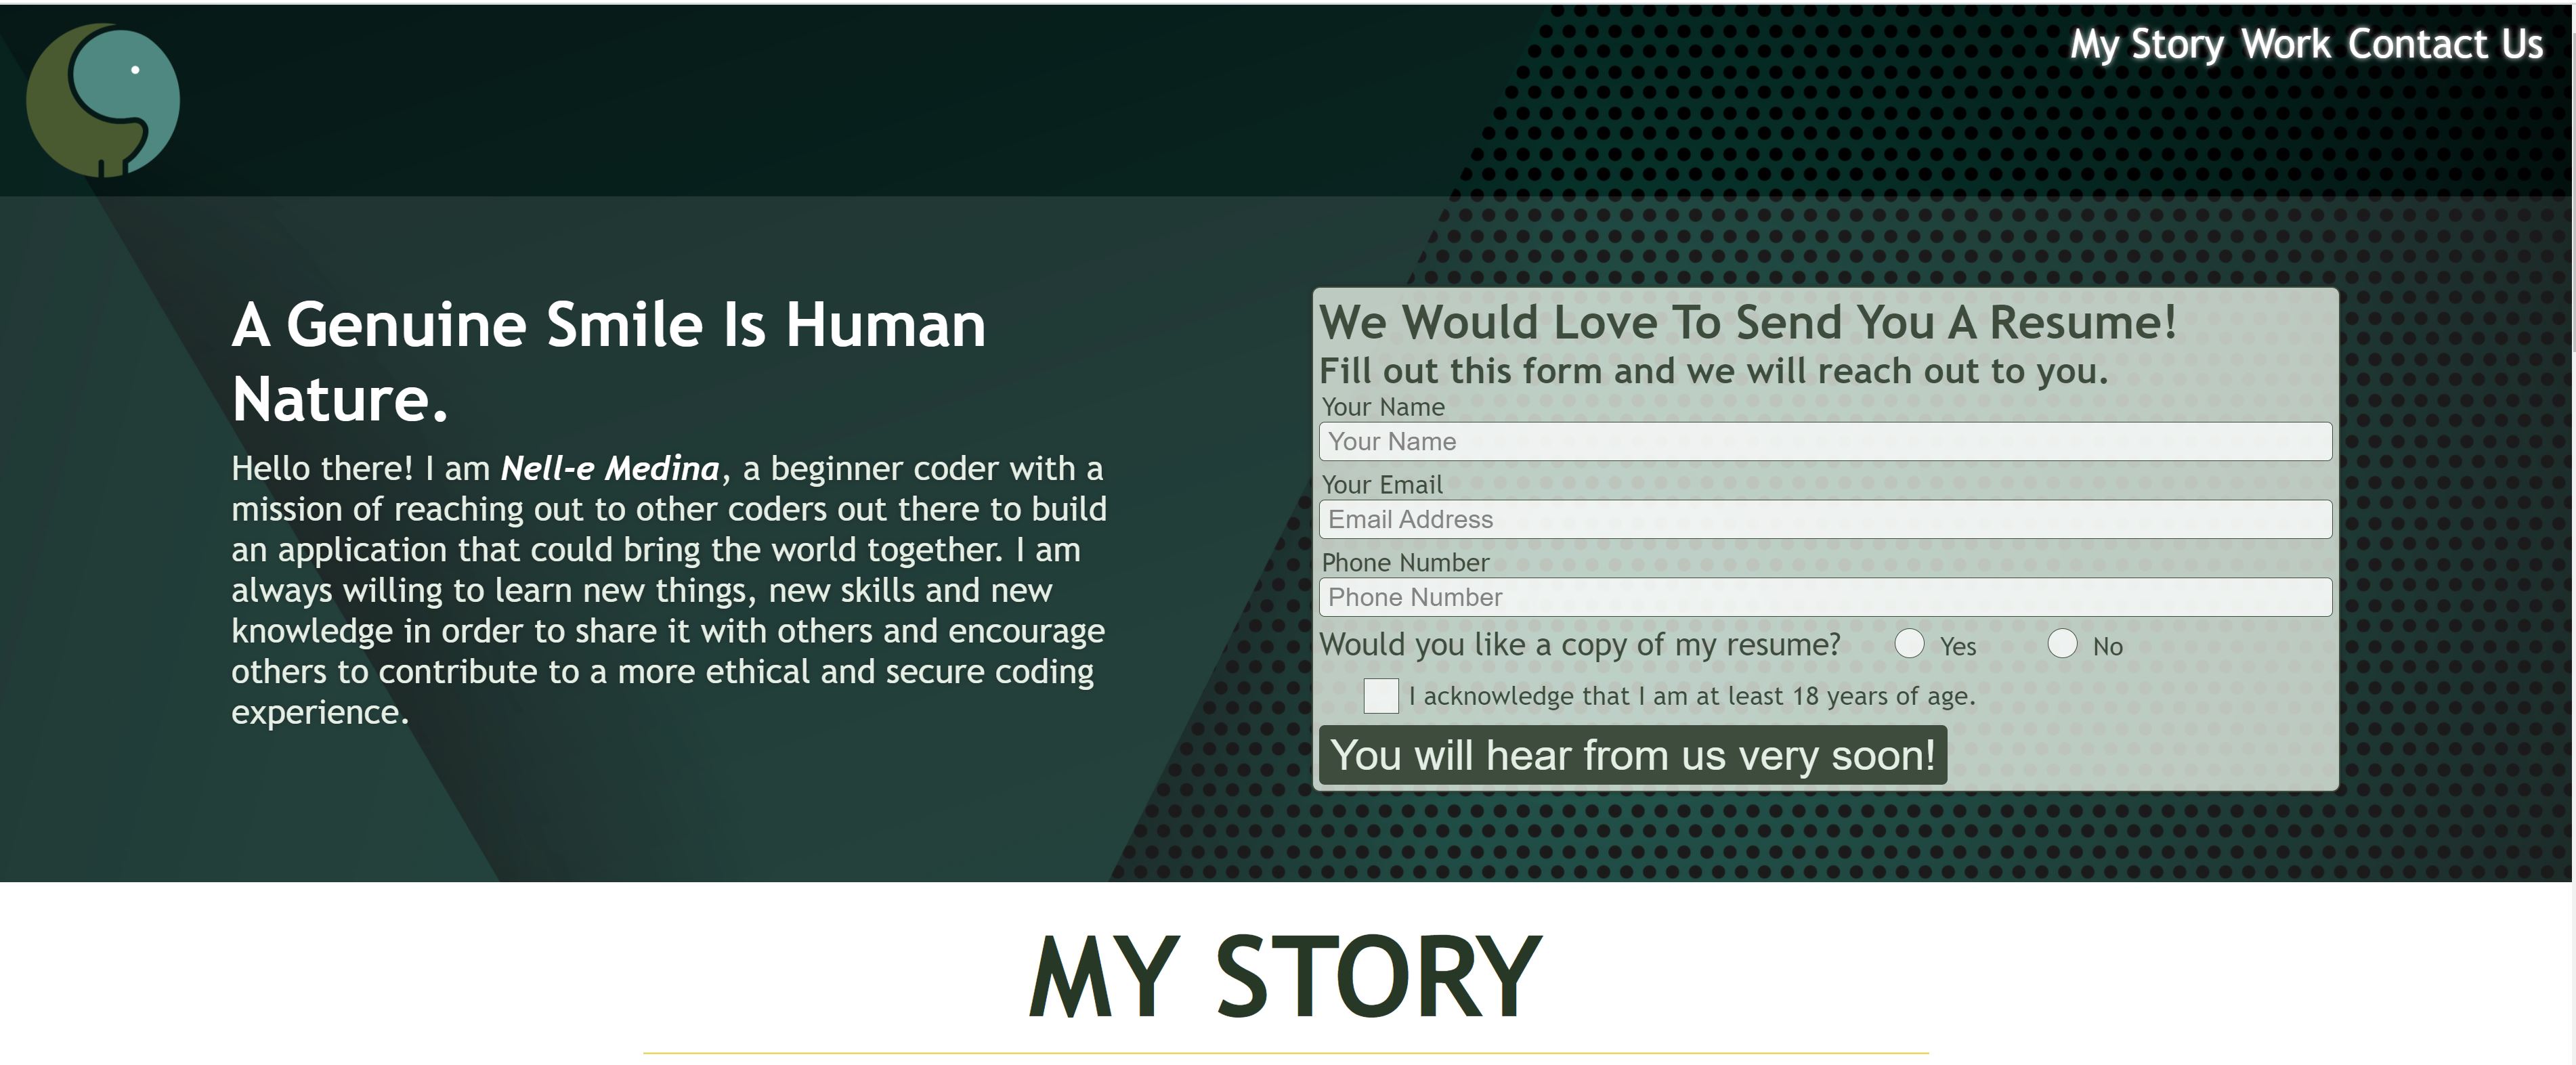 My Story Work Contact Us
A Genuine Smile Is Human
Nature.
Hello there! I am Nell-e Medina, a beginner coder with a
mission of reaching out to other coders out there to build
an application that could bring the world together. I am
always willing to learn new things, new skills and new
knowledge in order to share it with others and encourage
others to contribute to a more ethical and secure coding
experience.
We Would Love To Send You A Resume!
Fill out this form and we will reach out to you.
Your Name
Your Name
Your Email
Email Address
Phone Number
Phone Number
Would you like a copy of my resume? Yes No
I acknowledge that I am at least 18 years of age.
You will hear from us very soon!
MY STORY